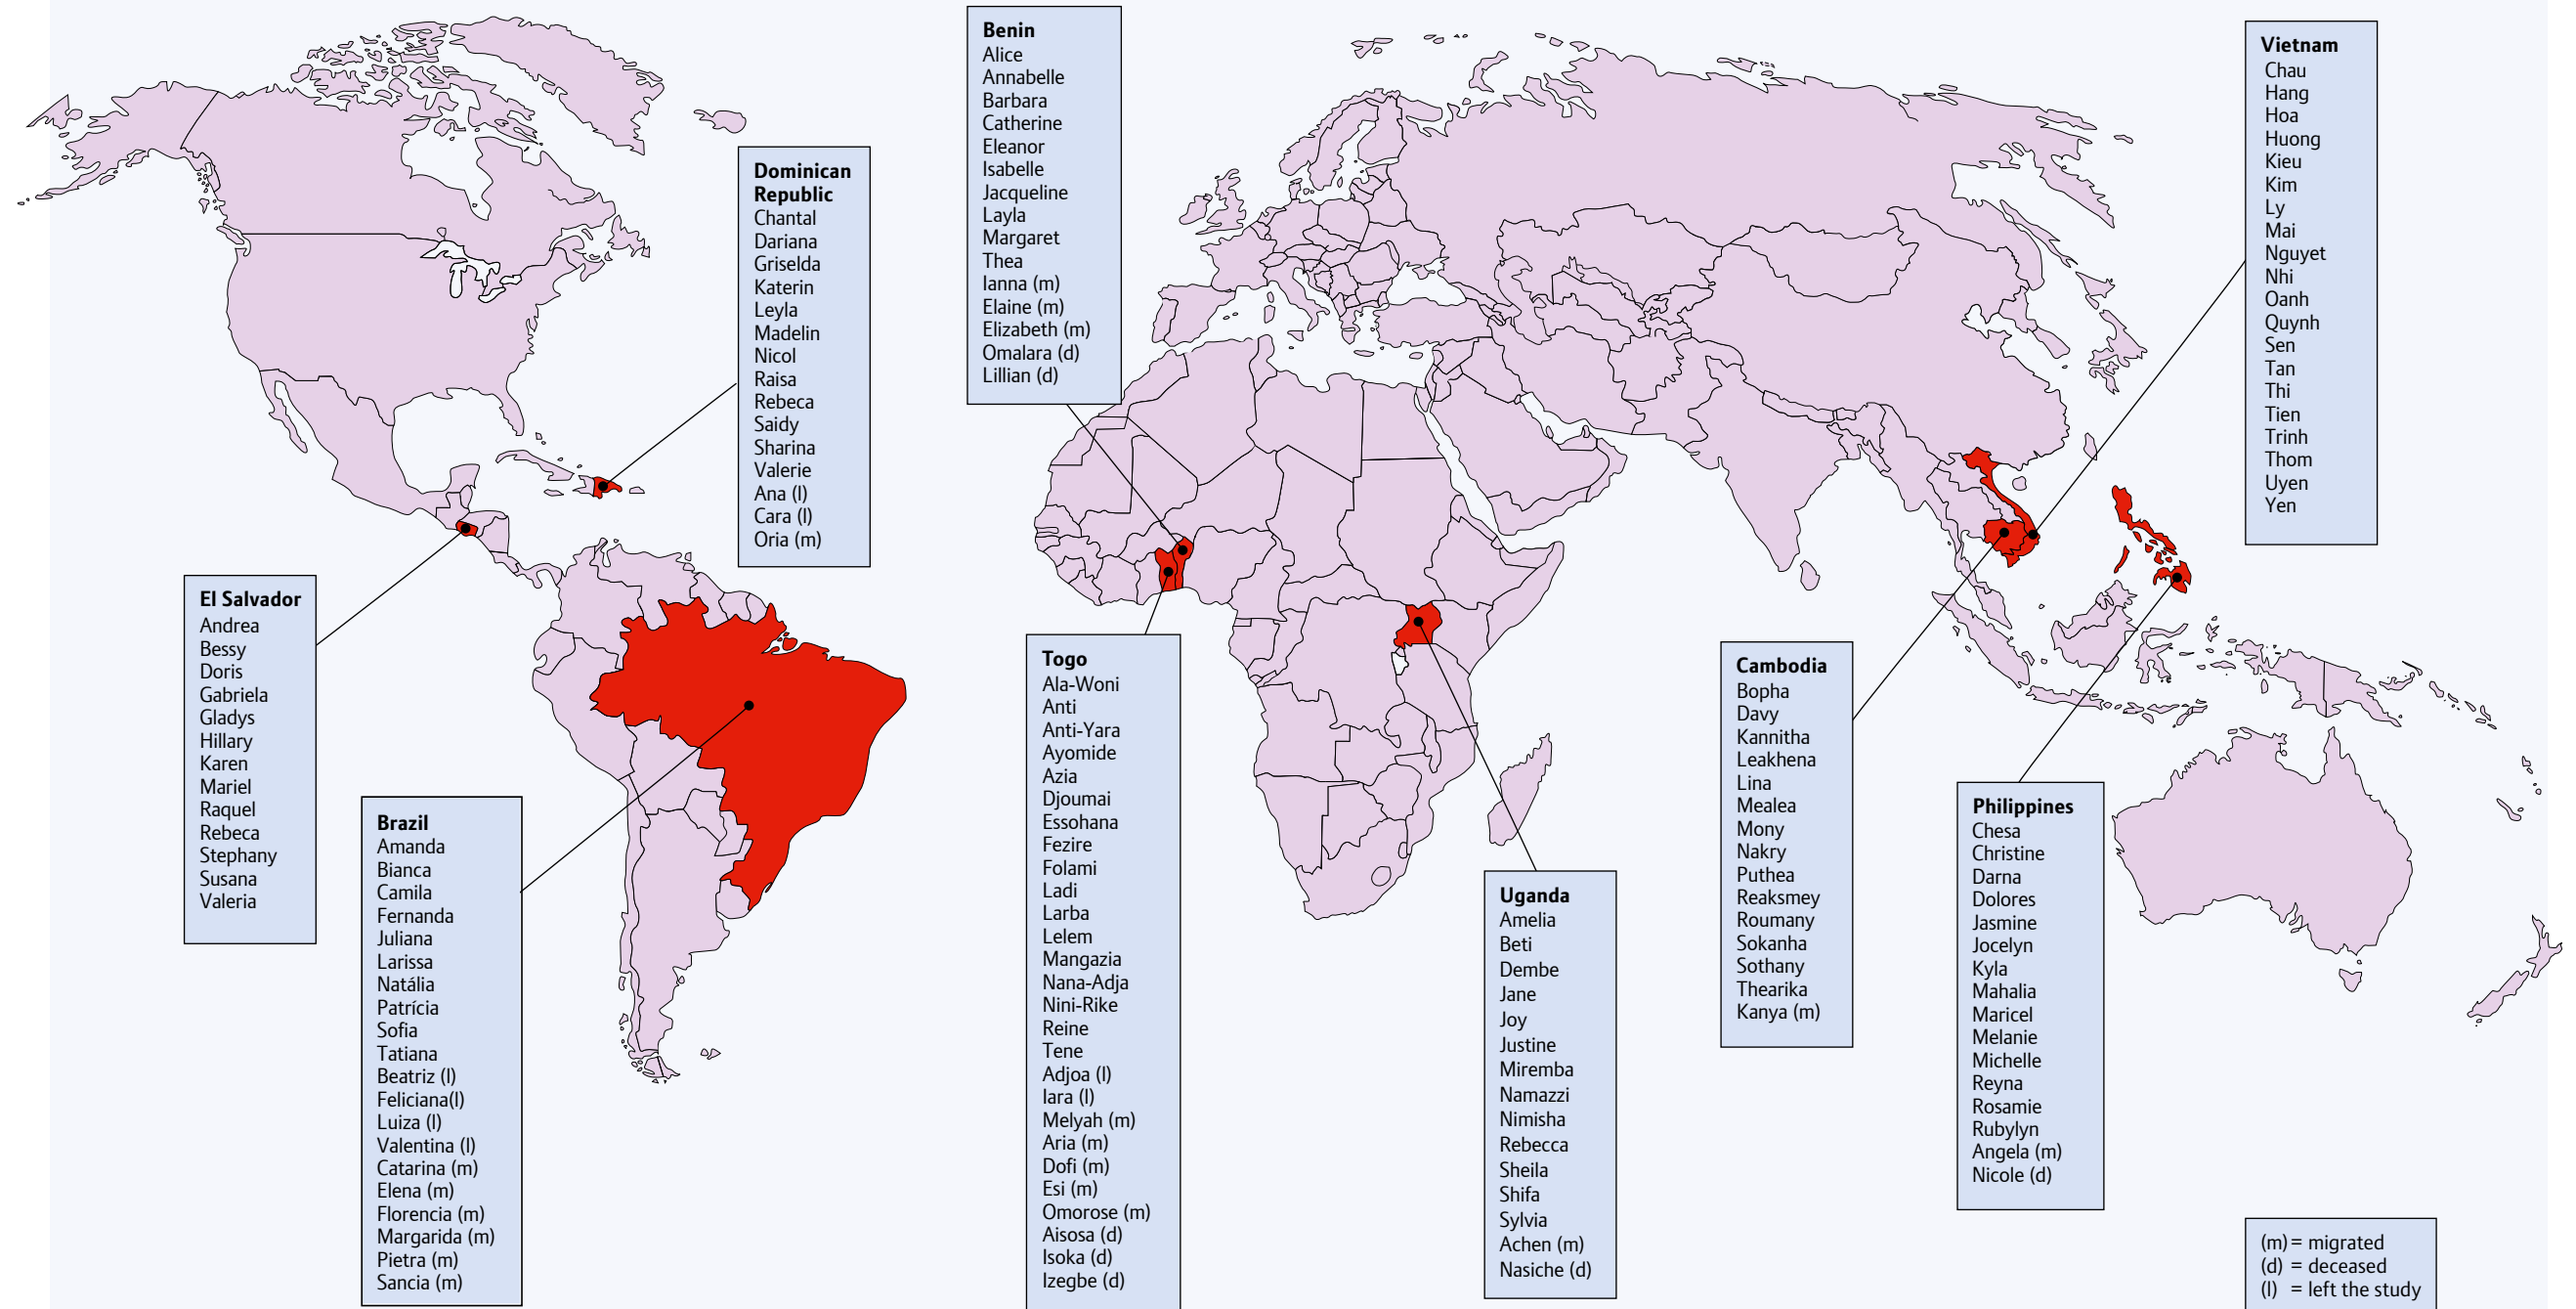 Benin
Alice
Annabelle
Barbara
Catherine
Eleanor
Isabelle
Jacqueline
Layla
Margaret
Thea
Ianna (m)
Elaine (m)
Elizabeth (m)
Omalara (d)
Lillian (d)
Vietnam
Chau
Hang
Hoa
Huong
Kieu
Kim
Ly
Mai
Nguyet
Nhi
Oanh
Quynh
Sen
Tan
Thi
Tien
Trinh
Thom
Uyen
Yen
Dominican
Republic
Chantal
Dariana
Griselda
Katerin
Leyla
Madelin
Nicol
Raisa
Rebeca
Saidy
Sharina
Valerie
Ana (l)
Cara (l)
Oria (m)
El Salvador
Andrea
Bessy
Doris
Gabriela
Gladys
Hillary
Karen
Mariel
Raquel
Rebeca
Stephany
Susana
Valeria
Brazil
Amanda
Bianca
Camila
Fernanda
Juliana
Larissa
Natália
Patrícia
Sofia
Tatiana
Beatriz (l)
Feliciana(l)
Luiza (l)
Valentina (l)
Catarina (m)
Elena (m)
Florencia (m)
Margarida (m)
Pietra (m)
Sancia (m)
Togo
Ala-Woni
Anti
Anti-Yara
Ayomide
Azia
Djoumai
Essohana
Fezire
Folami
Ladi
Larba
Lelem
Mangazia
Nana-Adja
Nini-Rike
Reine
Tene
Adjoa (l)
Iara (l)
Melyah (m)
Aria (m)
Dofi (m)
Esi (m)
Omorose (m)
Aisosa (d)
Isoka (d)
Izegbe (d)
Uganda
Amelia
Beti
Dembe
Jane
Joy
Justine
Miremba
Namazzi
Nimisha
Rebecca
Sheila
Shifa
Sylvia
Achen (m)
Nasiche (d)
Cambodia
Bopha
Davy
Kannitha
Leakhena
Lina
Mealea
Mony
Nakry
Puthea
Reaksmey
Roumany
Sokanha
Sothany
Thearika
Kanya (m)
Philippines
Chesa
Christine
Darna
Dolores
Jasmine
Jocelyn
Kyla
Mahalia
Maricel
Melanie
Michelle
Reyna
Rosamie
Rubylyn
Angela (m)
Nicole (d)
(m) = migrated
(d) = deceased
(l) = left the study